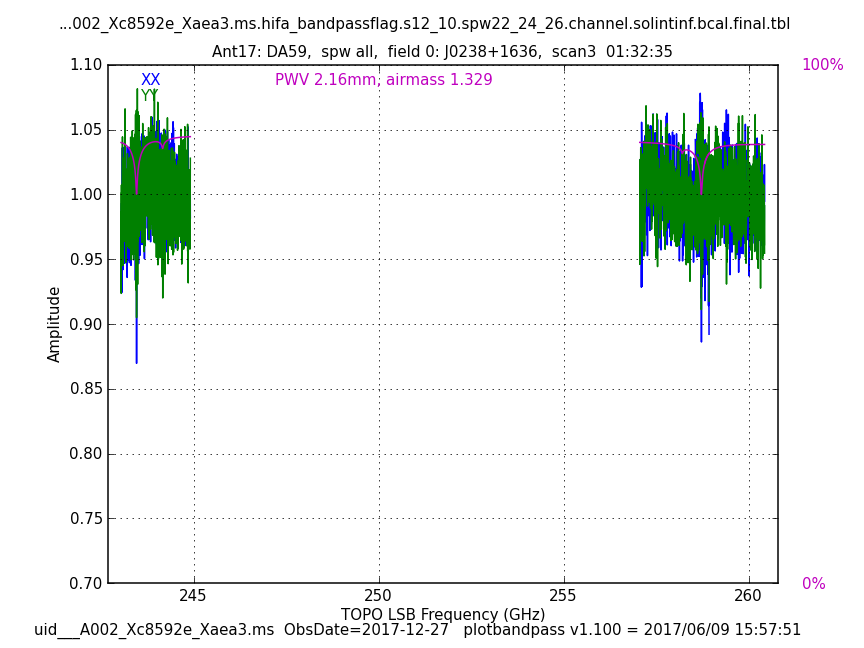 ...002_Xc8592e_Xaea3.ms.hifa_bandpassflag.s12_10.spw22_24_26.channel.solintinf.bcal.final.tbl
Ant17: DA59,  spw all,  field 0: J0238+1636,  scan3  01:32:35
1.10
100%
XX
PWV 2.16mm, airmass 1.329
YY
1.05
1.00
0.95
0.90
Amplitude
0.85
0.80
0.75
0.70
0%
245
250
255
260
TOPO LSB Frequency (GHz)
uid___A002_Xc8592e_Xaea3.ms  ObsDate=2017-12-27   plotbandpass v1.100 = 2017/06/09 15:57:51